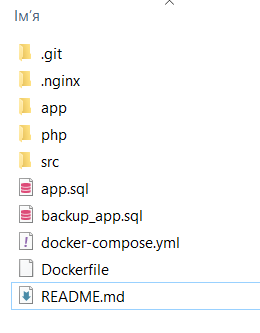 Ім'я
.git
.nginx
app
php
src
app.sql
backup_app.sql
docker-compose.yml
Dockerfile
README.md